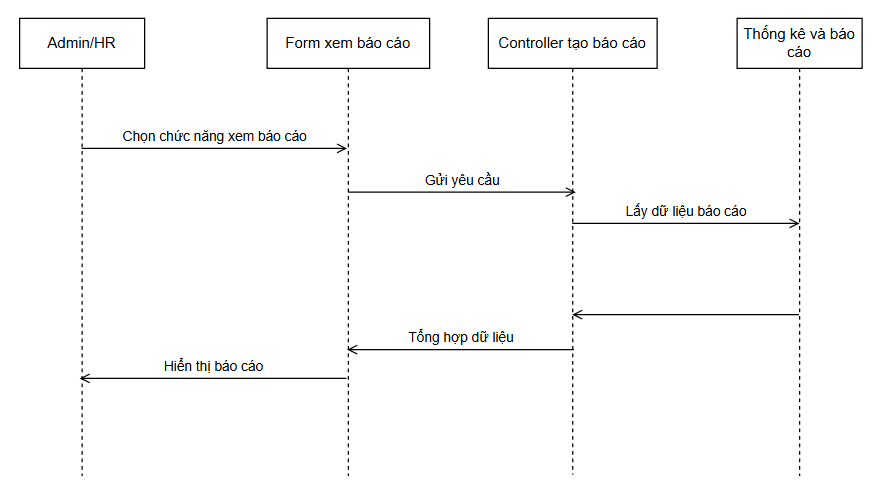 Admin/HR
Form xem báo cáo
Controller tạo báo cáo
Thống kê và báo
cáo
Chọn chức năng xem báo cáo
Gửi yêu cầu
Lấy dữ liệu báo cáo
Tổng hợp dữ liệu
Hiển thị báo cáo